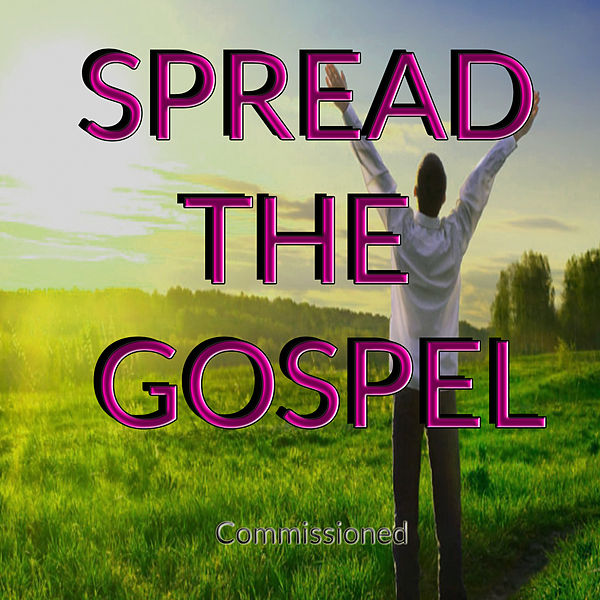 SPREAD
THE
GOSPEL
Commissioned